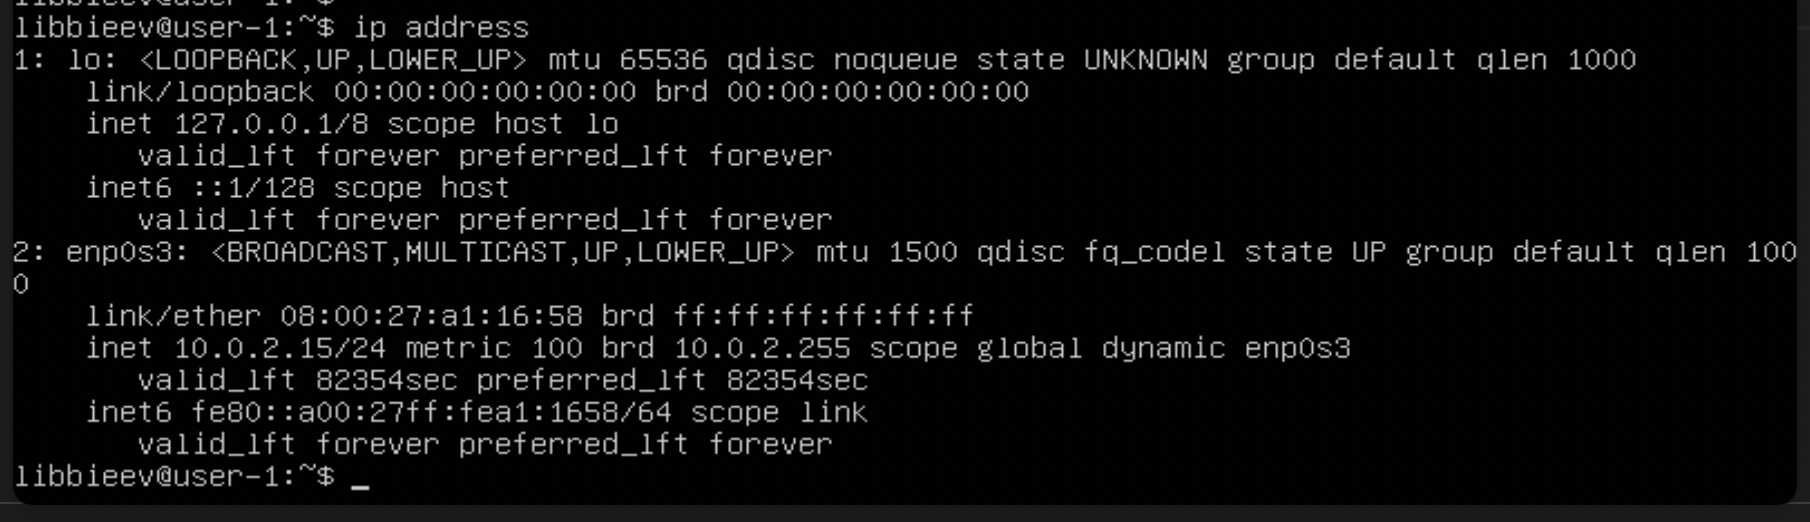 libbieev@user-1:~$
libbieev@user-1:~$ ip address
1: lo: <LOOPBACK,UP,LOWER_UP> mtu 65536 qdisc noqueue state UNKNOWN group default qlen 1000
    link/loopback 00:00:00:00:00:00 brd 00:00:00:00:00:00
    inet 127.0.0.1/8 scope host lo
       valid_lft forever preferred_lft forever
    inet6 ::1/128 scope host
       valid_lft forever preferred_lft forever
2: enp0s3: <BROADCAST,MULTICAST,UP,LOWER_UP> mtu 1500 qdisc fq_codel state UP group default qlen 100
0
    link/ether 08:00:27:a1:16:58 brd ff:ff:ff:ff:ff:ff
    inet 10.0.2.15/24 metric 100 brd 10.0.2.255 scope global dynamic enp0s3
       valid_lft 82354sec preferred_lft 82354sec
    inet6 fe80::a00:27ff:fea1:1658/64 scope link
       valid_lft forever preferred_lft forever
libbieev@user-1:~$ _